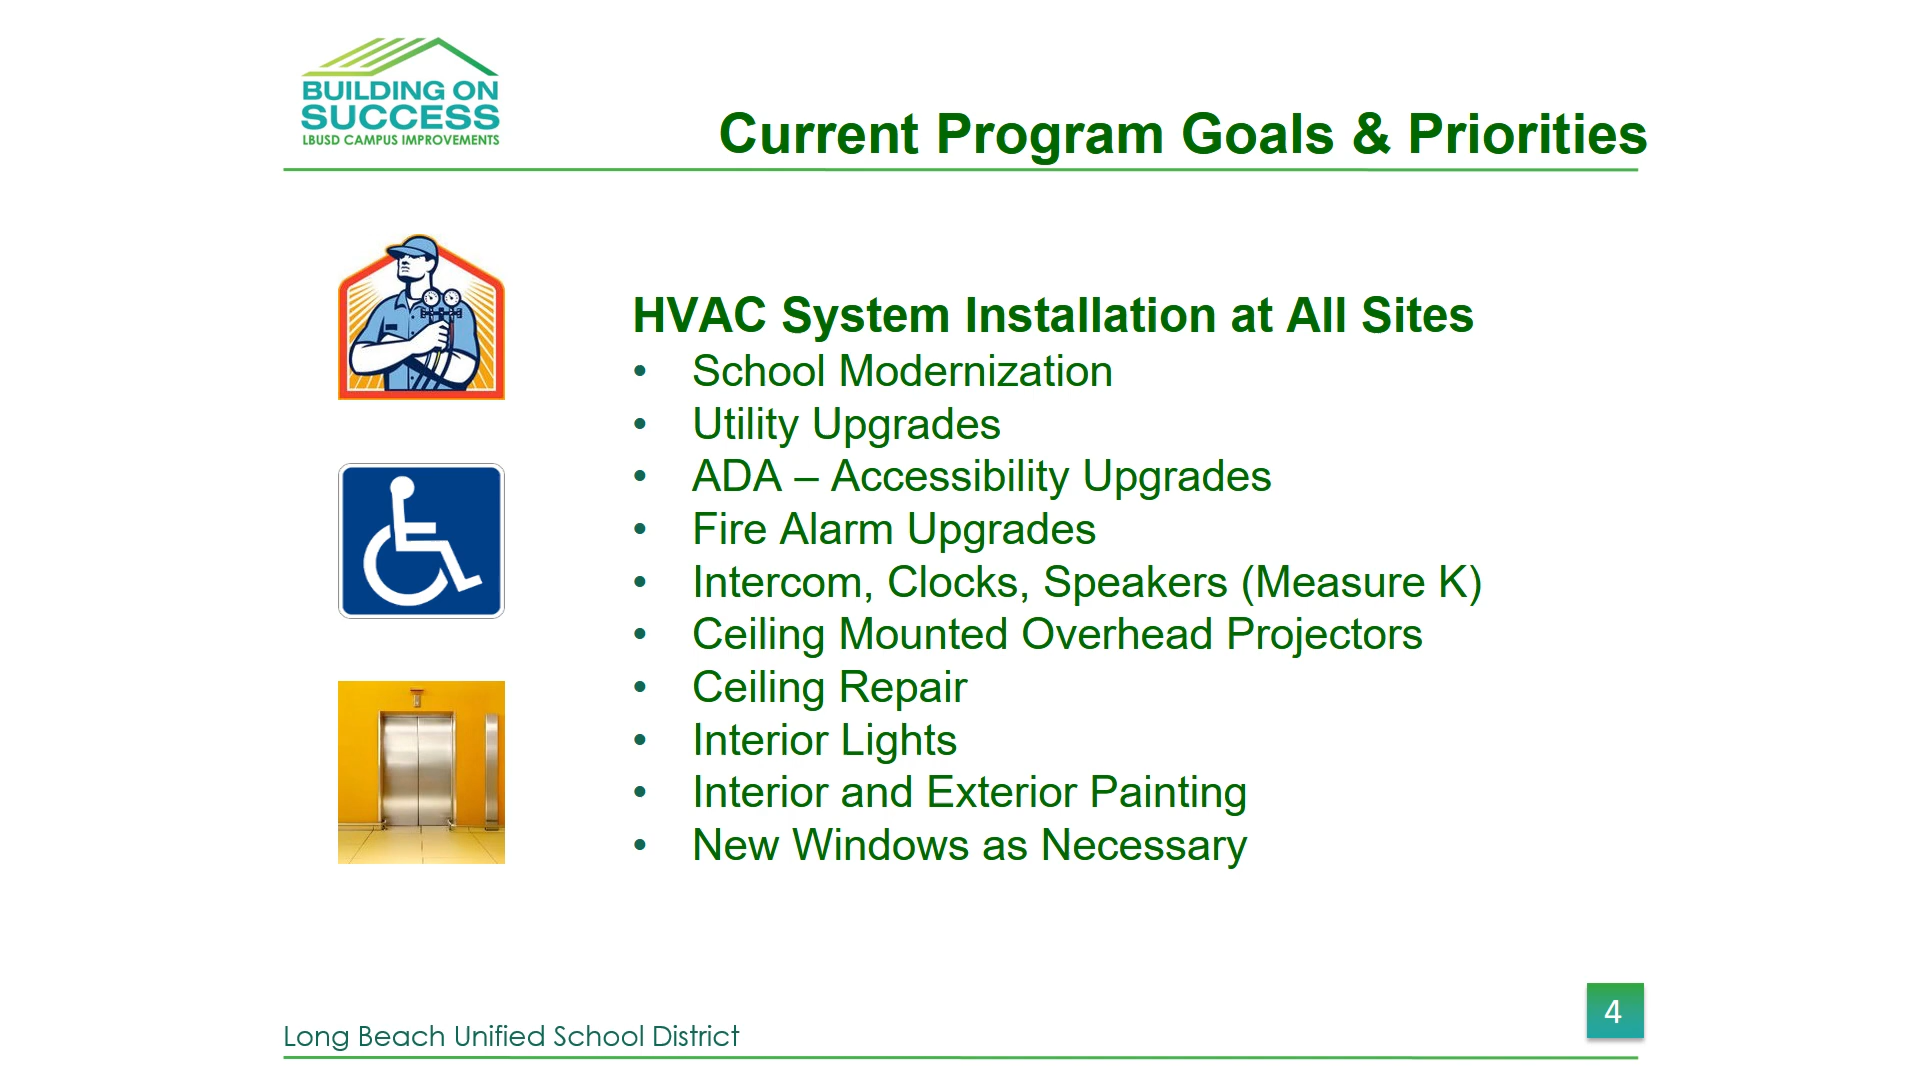 BUILDING ON
SUCCESS
LBUSD CAMPUS IMPROVEMENTS
Current Program Goals & Priorities
HVAC System Installation at All Sites
• School Modernization
• Utility Upgrades
• ADA – Accessibility Upgrades
• Fire Alarm Upgrades
• Intercom, Clocks, Speakers (Measure K)
• Ceiling Mounted Overhead Projectors
• Ceiling Repair
• Interior Lights
• Interior and Exterior Painting
• New Windows as Necessary
4
Long Beach Unified School District